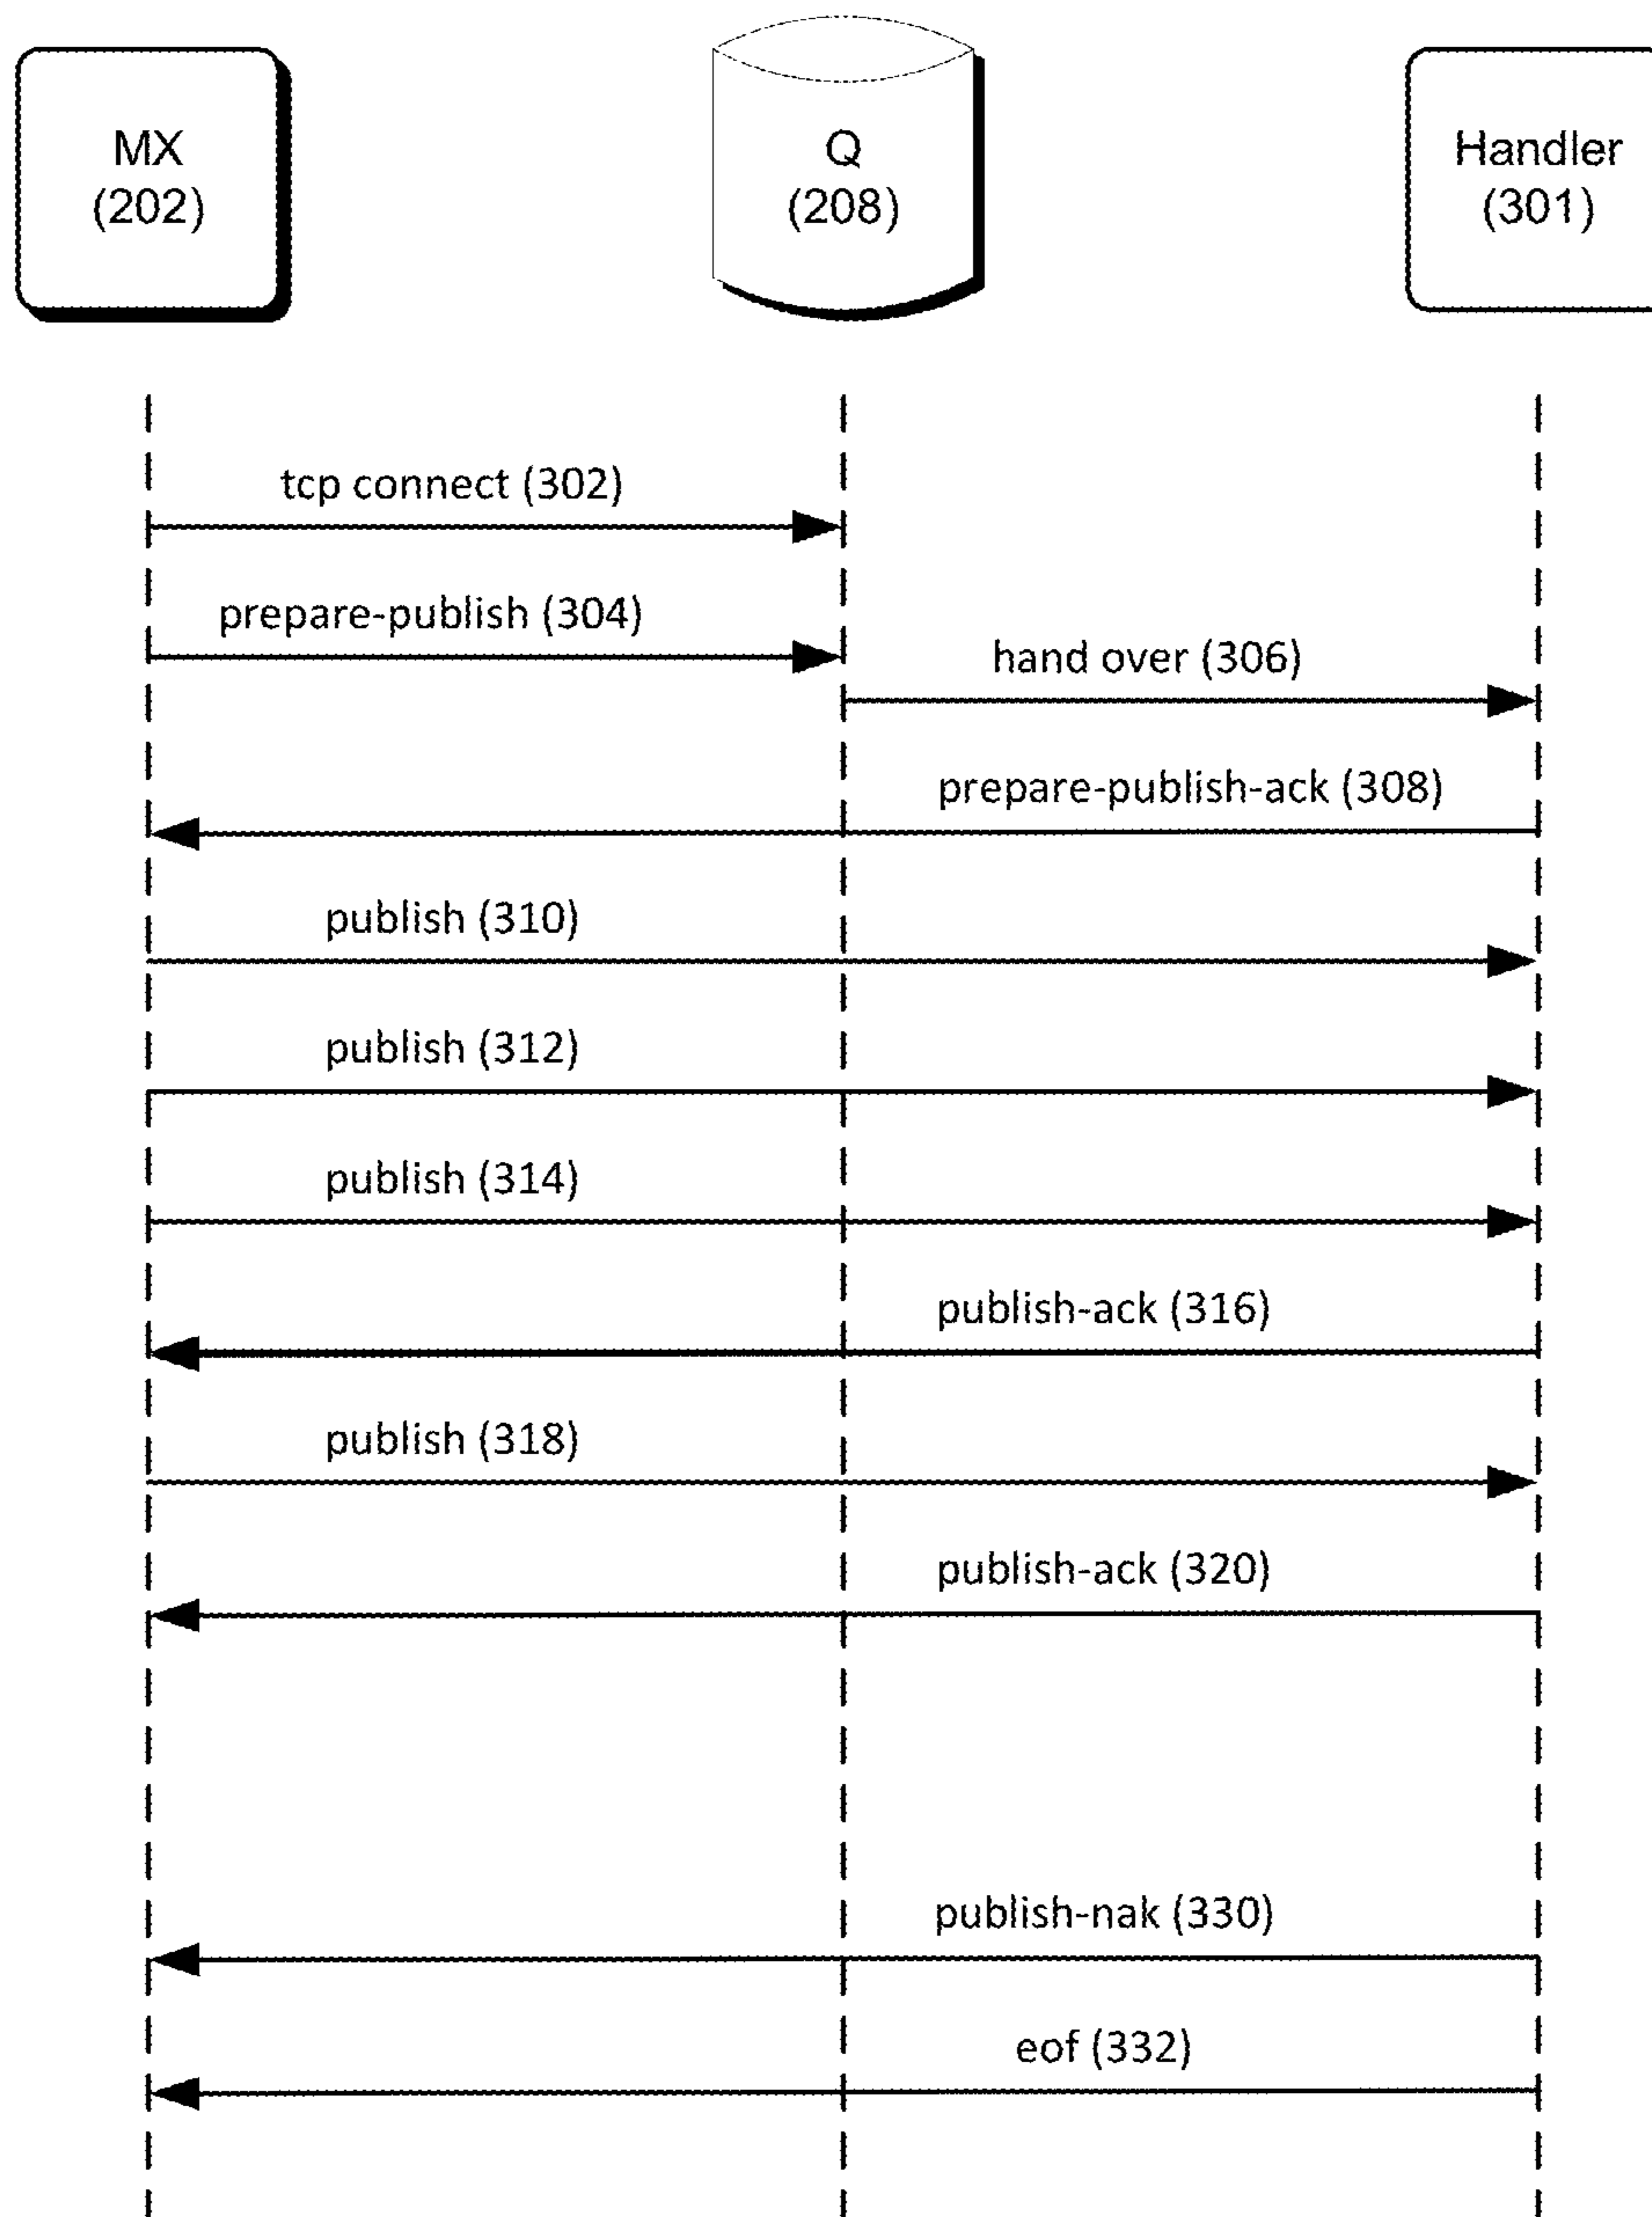 MX
(202)
Q
(208)
Handler
(301)
tcp connect (302)
prepare-publish (304)
hand over (306)
prepare-publish-ack (308)
publish (310)
publish (312)
publish (314)
publish-ack (316)
publish (318)
publish-ack (320)
publish-nak (330)
eof (332)